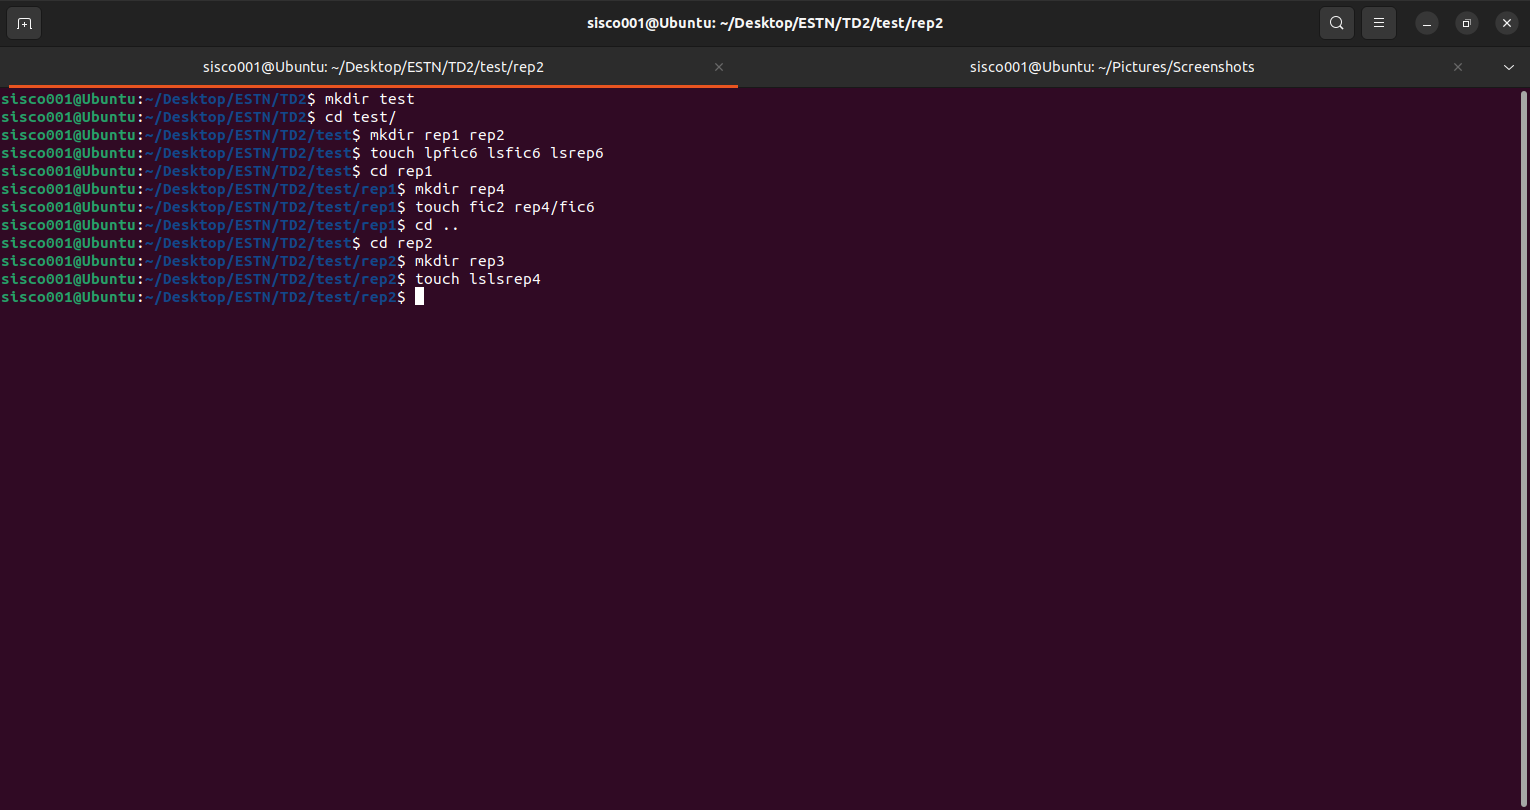 sisco001@Ubuntu: ~/Desktop/ESTN/TD2/test/rep2
sisco001@Ubuntu: ~/Desktop/ESTN/TD2/test/rep2
sisco001@Ubuntu: ~/Pictures/Screenshots
sisco001@Ubuntu:~/Desktop/ESTN/TD2$ mkdir test
sisco001@Ubuntu:~/Desktop/ESTN/TD2$ cd test/
sisco001@Ubuntu:~/Desktop/ESTN/TD2/test$ mkdir rep1 rep2
sisco001@Ubuntu:~/Desktop/ESTN/TD2/test$ touch lpfic6 lsfic6 lsrep6
sisco001@Ubuntu:~/Desktop/ESTN/TD2/test$ cd rep1
sisco001@Ubuntu:~/Desktop/ESTN/TD2/test/rep1$ mkdir rep4
sisco001@Ubuntu:~/Desktop/ESTN/TD2/test/rep1$ touch fic2 rep4/fic6
sisco001@Ubuntu:~/Desktop/ESTN/TD2/test/rep1$ cd ..
sisco001@Ubuntu:~/Desktop/ESTN/TD2/test$ cd rep2
sisco001@Ubuntu:~/Desktop/ESTN/TD2/test/rep2$ mkdir rep3
sisco001@Ubuntu:~/Desktop/ESTN/TD2/test/rep2$ touch lslsrep4
sisco001@Ubuntu:~/Desktop/ESTN/TD2/test/rep2$